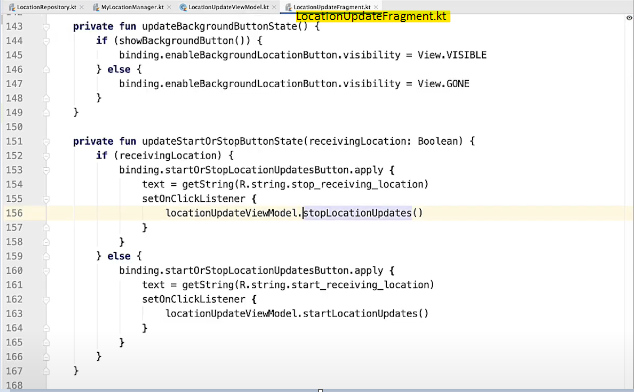 LocationRepository.kt MyLocationManager.kt LocationUpdateViewModel.kt LocationUpdateFragment.kt
LocationUpdateFragment.kt
143 private fun updateBackgroundButtonState() {
144 if (showBackgroundButton()) {
145 binding.enableBackgroundLocationButton.visibility = View.VISIBLE
146 } else {
147 binding.enableBackgroundLocationButton.visibility = View.GONE
148 }
149 }
150
151 private fun updateStartOrStopButtonState(receivingLocation: Boolean) {
152 if (receivingLocation) {
153 binding.startOrStopLocationUpdatesButton.apply {
154 text = getString(R.string.stop_receiving_location)
155 setOnClickListener {
156 locationUpdateViewModel.stopLocationUpdates()
157 }
158 }
159 } else {
160 binding.startOrStopLocationUpdatesButton.apply {
161 text = getString(R.string.start_receiving_location)
162 setOnClickListener {
163 locationUpdateViewModel.startLocationUpdates()
164 }
165 }
166 }
167 }
168